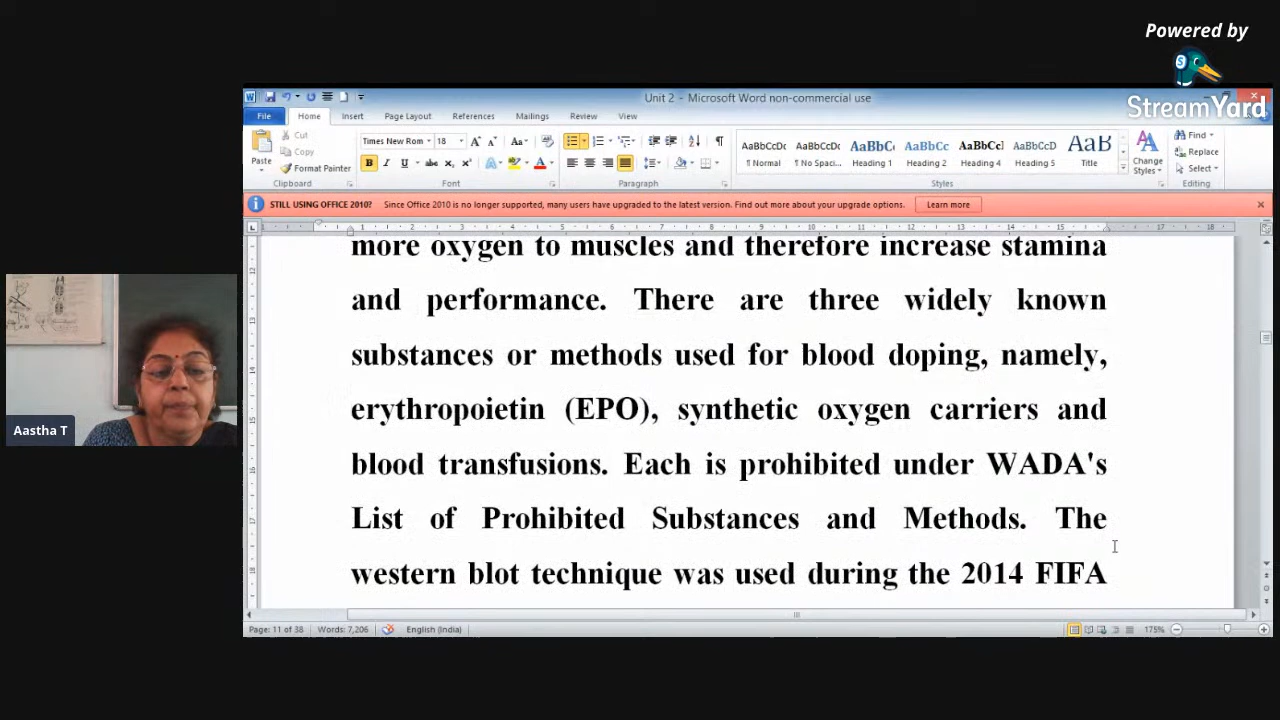 Powered by
StreamYard
Unit 2 - Microsoft Word non-commercial use
File Home Insert Page Layout References Mailings Review View
Cut
Copy
Format Painter
Paste
Times New Rom 18
AaBbCcDc AaBbCcDc AaBbC AaBbCc AaBbCc AaBbCcD AaB
¶ Normal ¶ No Spaci... Heading 1 Heading 2 Heading 4 Heading 5 Title
Change Styles
Find
Replace
Select
Clipboard Font Paragraph Styles Editing
STILL USING OFFICE 2010? Since Office 2010 is no longer supported, many users have upgraded to the latest version. Find out more about your upgrade options. Learn more
more oxygen to muscles and therefore increase stamina
and performance. There are three widely known
substances or methods used for blood doping, namely,
erythropoietin (EPO), synthetic oxygen carriers and
blood transfusions. Each is prohibited under WADA's
List of Prohibited Substances and Methods. The
western blot technique was used during the 2014 FIFA
Aastha T
Page: 11 of 38 Words: 7,206 English (India) 175%